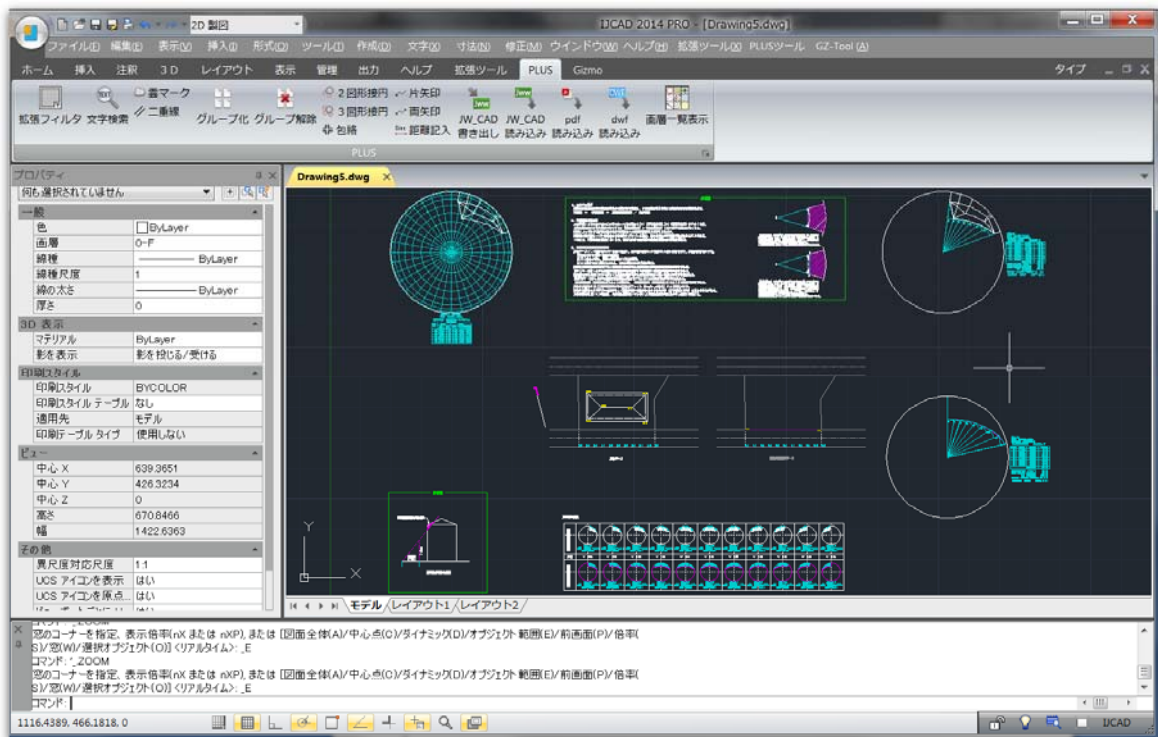 2D 製図
IJCAD 2014 PRO - [Drawing5.dwg]
ファイル(F) 編集(E) 表示(V) 挿入(I) 形式(O) ツール(T) 作成(D) 文字(X) 寸法(N) 修正(M) ウインドウ(W) ヘルプ(H) 拡張ツール(X) PLUSツール GZ-Tool (A)
ホーム 挿入 注釈 3D レイアウト 表示 管理 出力 ヘルプ 拡張ツール PLUS Gizmo タイプ
拡張フィルタ 文字検索
雲マーク
二重線
グループ化 グループ解除
2図形接円
3図形接円
包絡
片矢印
両矢印
距離記入
JW_CAD 書き出し
JW_CAD 読み込み
pdf 読み込み
dwf 読み込み
画層一覧表示
PLUS
プロパティ
Drawing5.dwg
何も選択されていません
一般
色 ByLayer
画層 0-F
線種 ByLayer
線種尺度 1
線の太さ ByLayer
厚さ 0
3D 表示
マテリアル ByLayer
影を表示 影を投じる/受ける
印刷スタイル
印刷スタイル BYCOLOR
印刷スタイル テーブル なし
適用先 モデル
印刷テーブル タイプ 使用しない
ビュー
中心 X 639.3651
中心 Y 426.3234
中心 Z 0
高さ 670.8466
幅 1422.6363
その他
異尺度対応尺度 1:1
UCS アイコンを表示 はい
UCS アイコンを原点... はい
Y
X
モデル レイアウト1 レイアウト2
コマンド: '_ZOOM
窓のコーナーを指定、表示倍率(nX または nXP)、または [図面全体(A)/中心点(C)/ダイナミック(D)/オブジェクト範囲(E)/前画面(P)/倍率(
S)/窓(W)/選択オブジェクト(O)] <リアルタイム>: _E
コマンド: '_ZOOM
窓のコーナーを指定、表示倍率(nX または nXP)、または [図面全体(A)/中心点(C)/ダイナミック(D)/オブジェクト範囲(E)/前画面(P)/倍率(
S)/窓(W)/選択オブジェクト(O)] <リアルタイム>: _E
コマンド:
1116.4389, 466.1818, 0
IJCAD